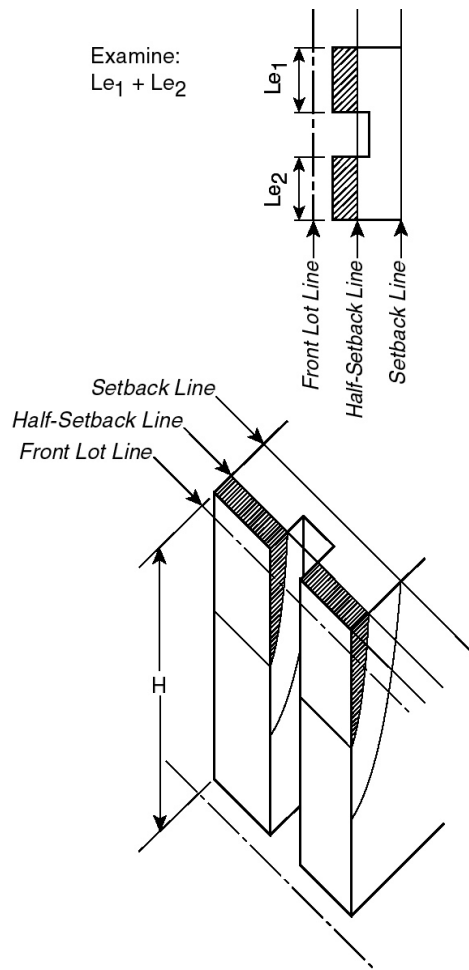 Examine:
Le1 + Le2
Le1
Le2
Front Lot Line
Half-Setback Line
Setback Line
Setback Line
Half-Setback Line
Front Lot Line
H